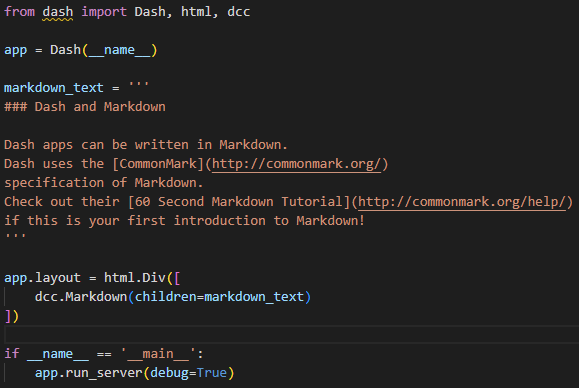 from dash import Dash, html, dcc
app = Dash(__name__)
markdown_text = '''
### Dash and Markdown
Dash apps can be written in Markdown.
Dash uses the [CommonMark](http://commonmark.org/)
specification of Markdown.
Check out their [60 Second Markdown Tutorial](http://commonmark.org/help/)
if this is your first introduction to Markdown!
'''
app.layout = html.Div([
    dcc.Markdown(children=markdown_text)
])
if __name__ == '__main__':
    app.run_server(debug=True)